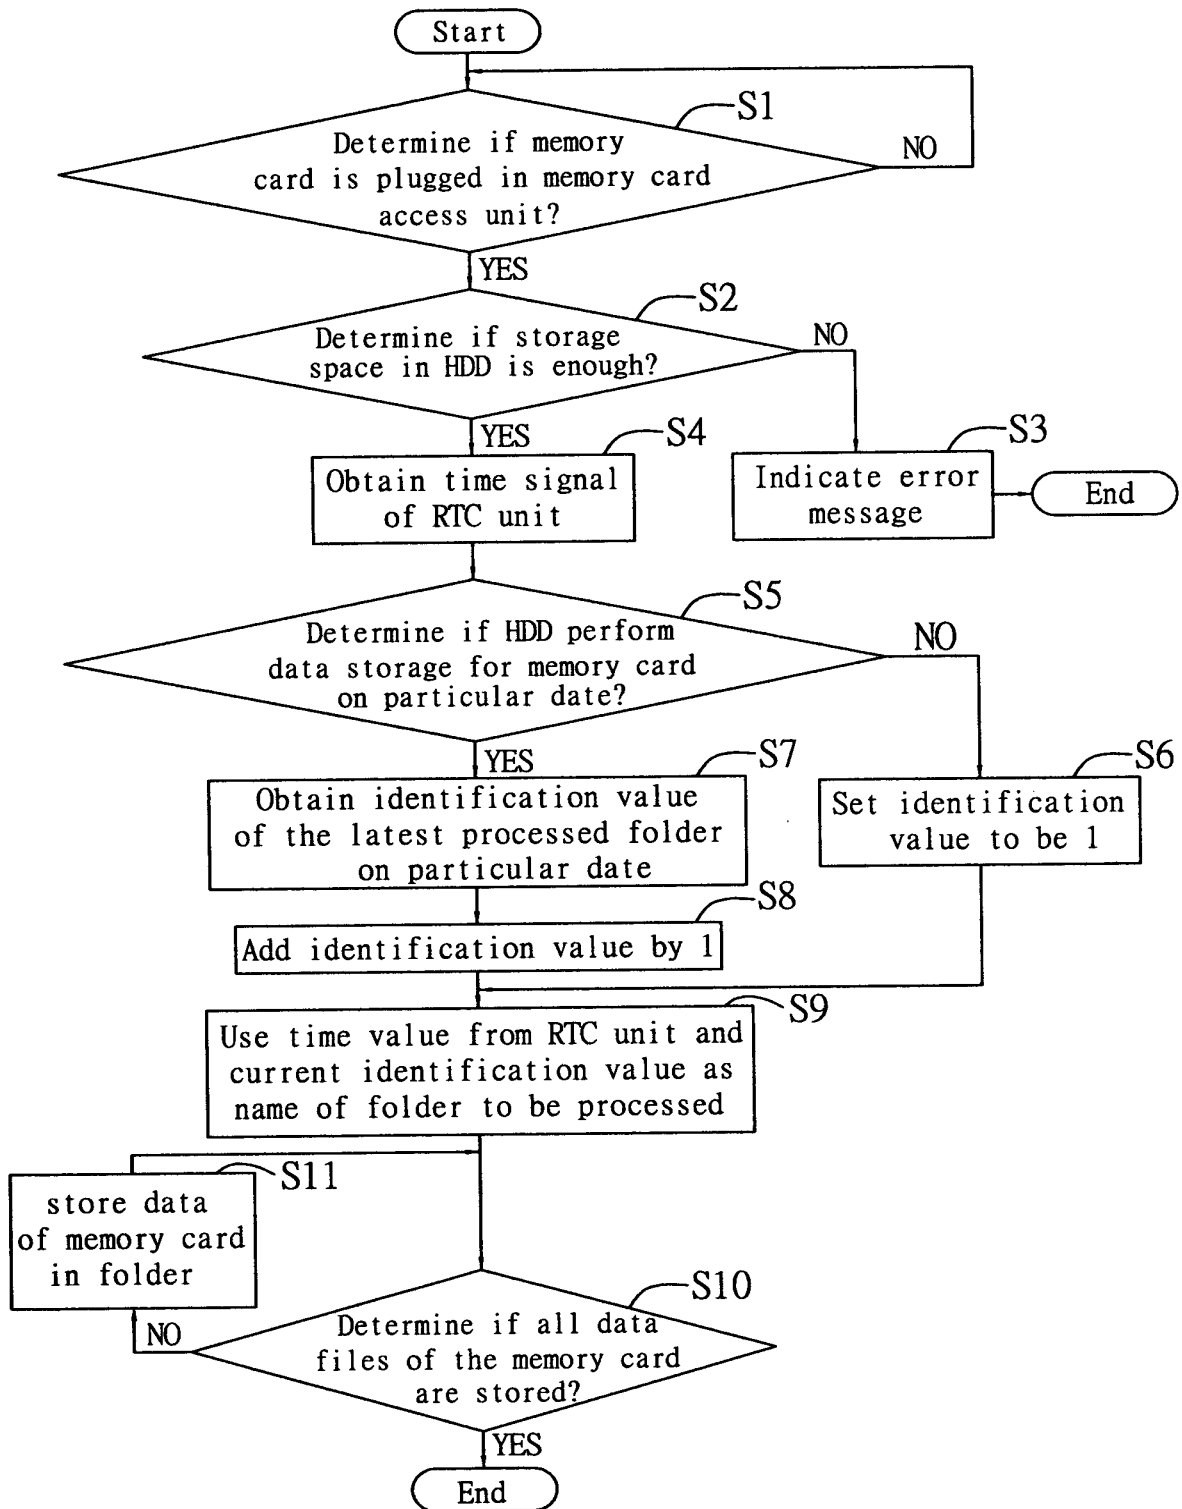 Start
S1
Determine if memory
card is plugged in memory card
access unit?
NO
YES
S2
Determine if storage
space in HDD is enough?
NO
YES
S4
Obtain time signal
of RTC unit
S3
Indicate error
message
End
S5
Determine if HDD perform
data storage for memory card
on particular date?
NO
YES
S7
Obtain identification value
of the latest processed folder
on particular date
S6
Set identification
value to be 1
S8
Add identification value by 1
S9
Use time value from RTC unit and
current identification value as
name of folder to be processed
S11
store data
of memory card
in folder
NO
S10
Determine if all data
files of the memory card
are stored?
YES
End